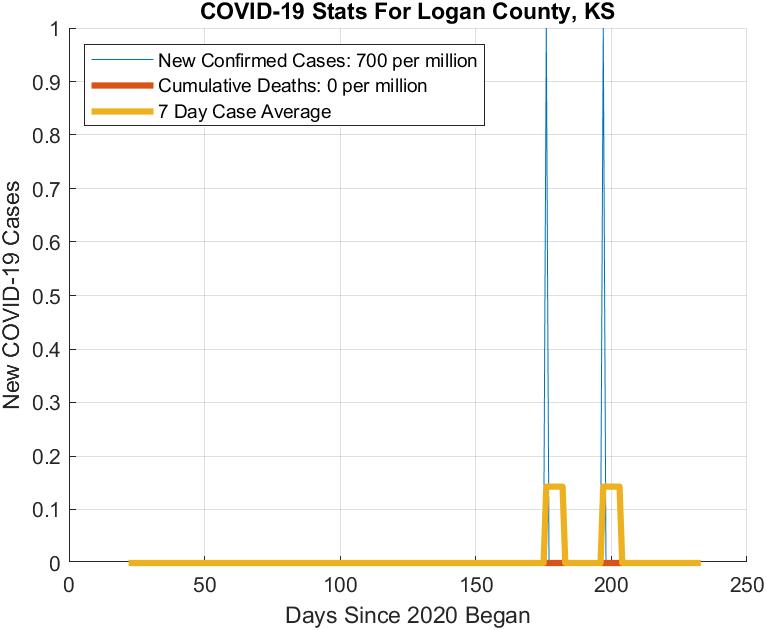 COVID-19 Stats For Logan County, KS
New Confirmed Cases: 700 per million
Cumulative Deaths: 0 per million
7 Day Case Average
New COVID-19 Cases
1
0.9
0.8
0.7
0.6
0.5
0.4
0.3
0.2
0.1
0
0 50 100 150 200 250
Days Since 2020 Began